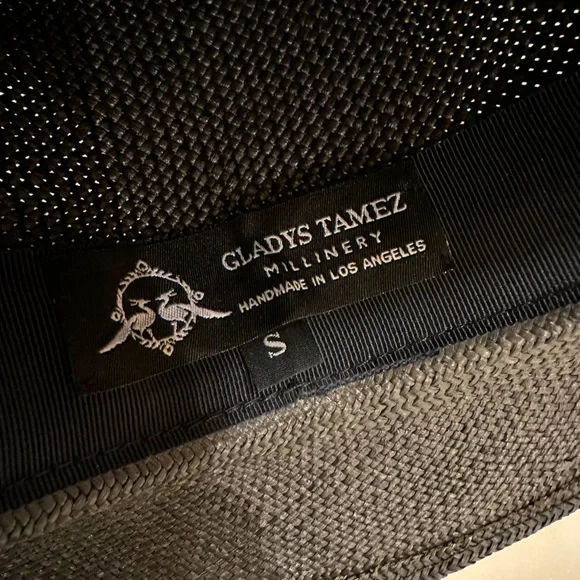 GLADYS TAMEZ
MILLINERY
HANDMADE IN LOS ANGELES
S